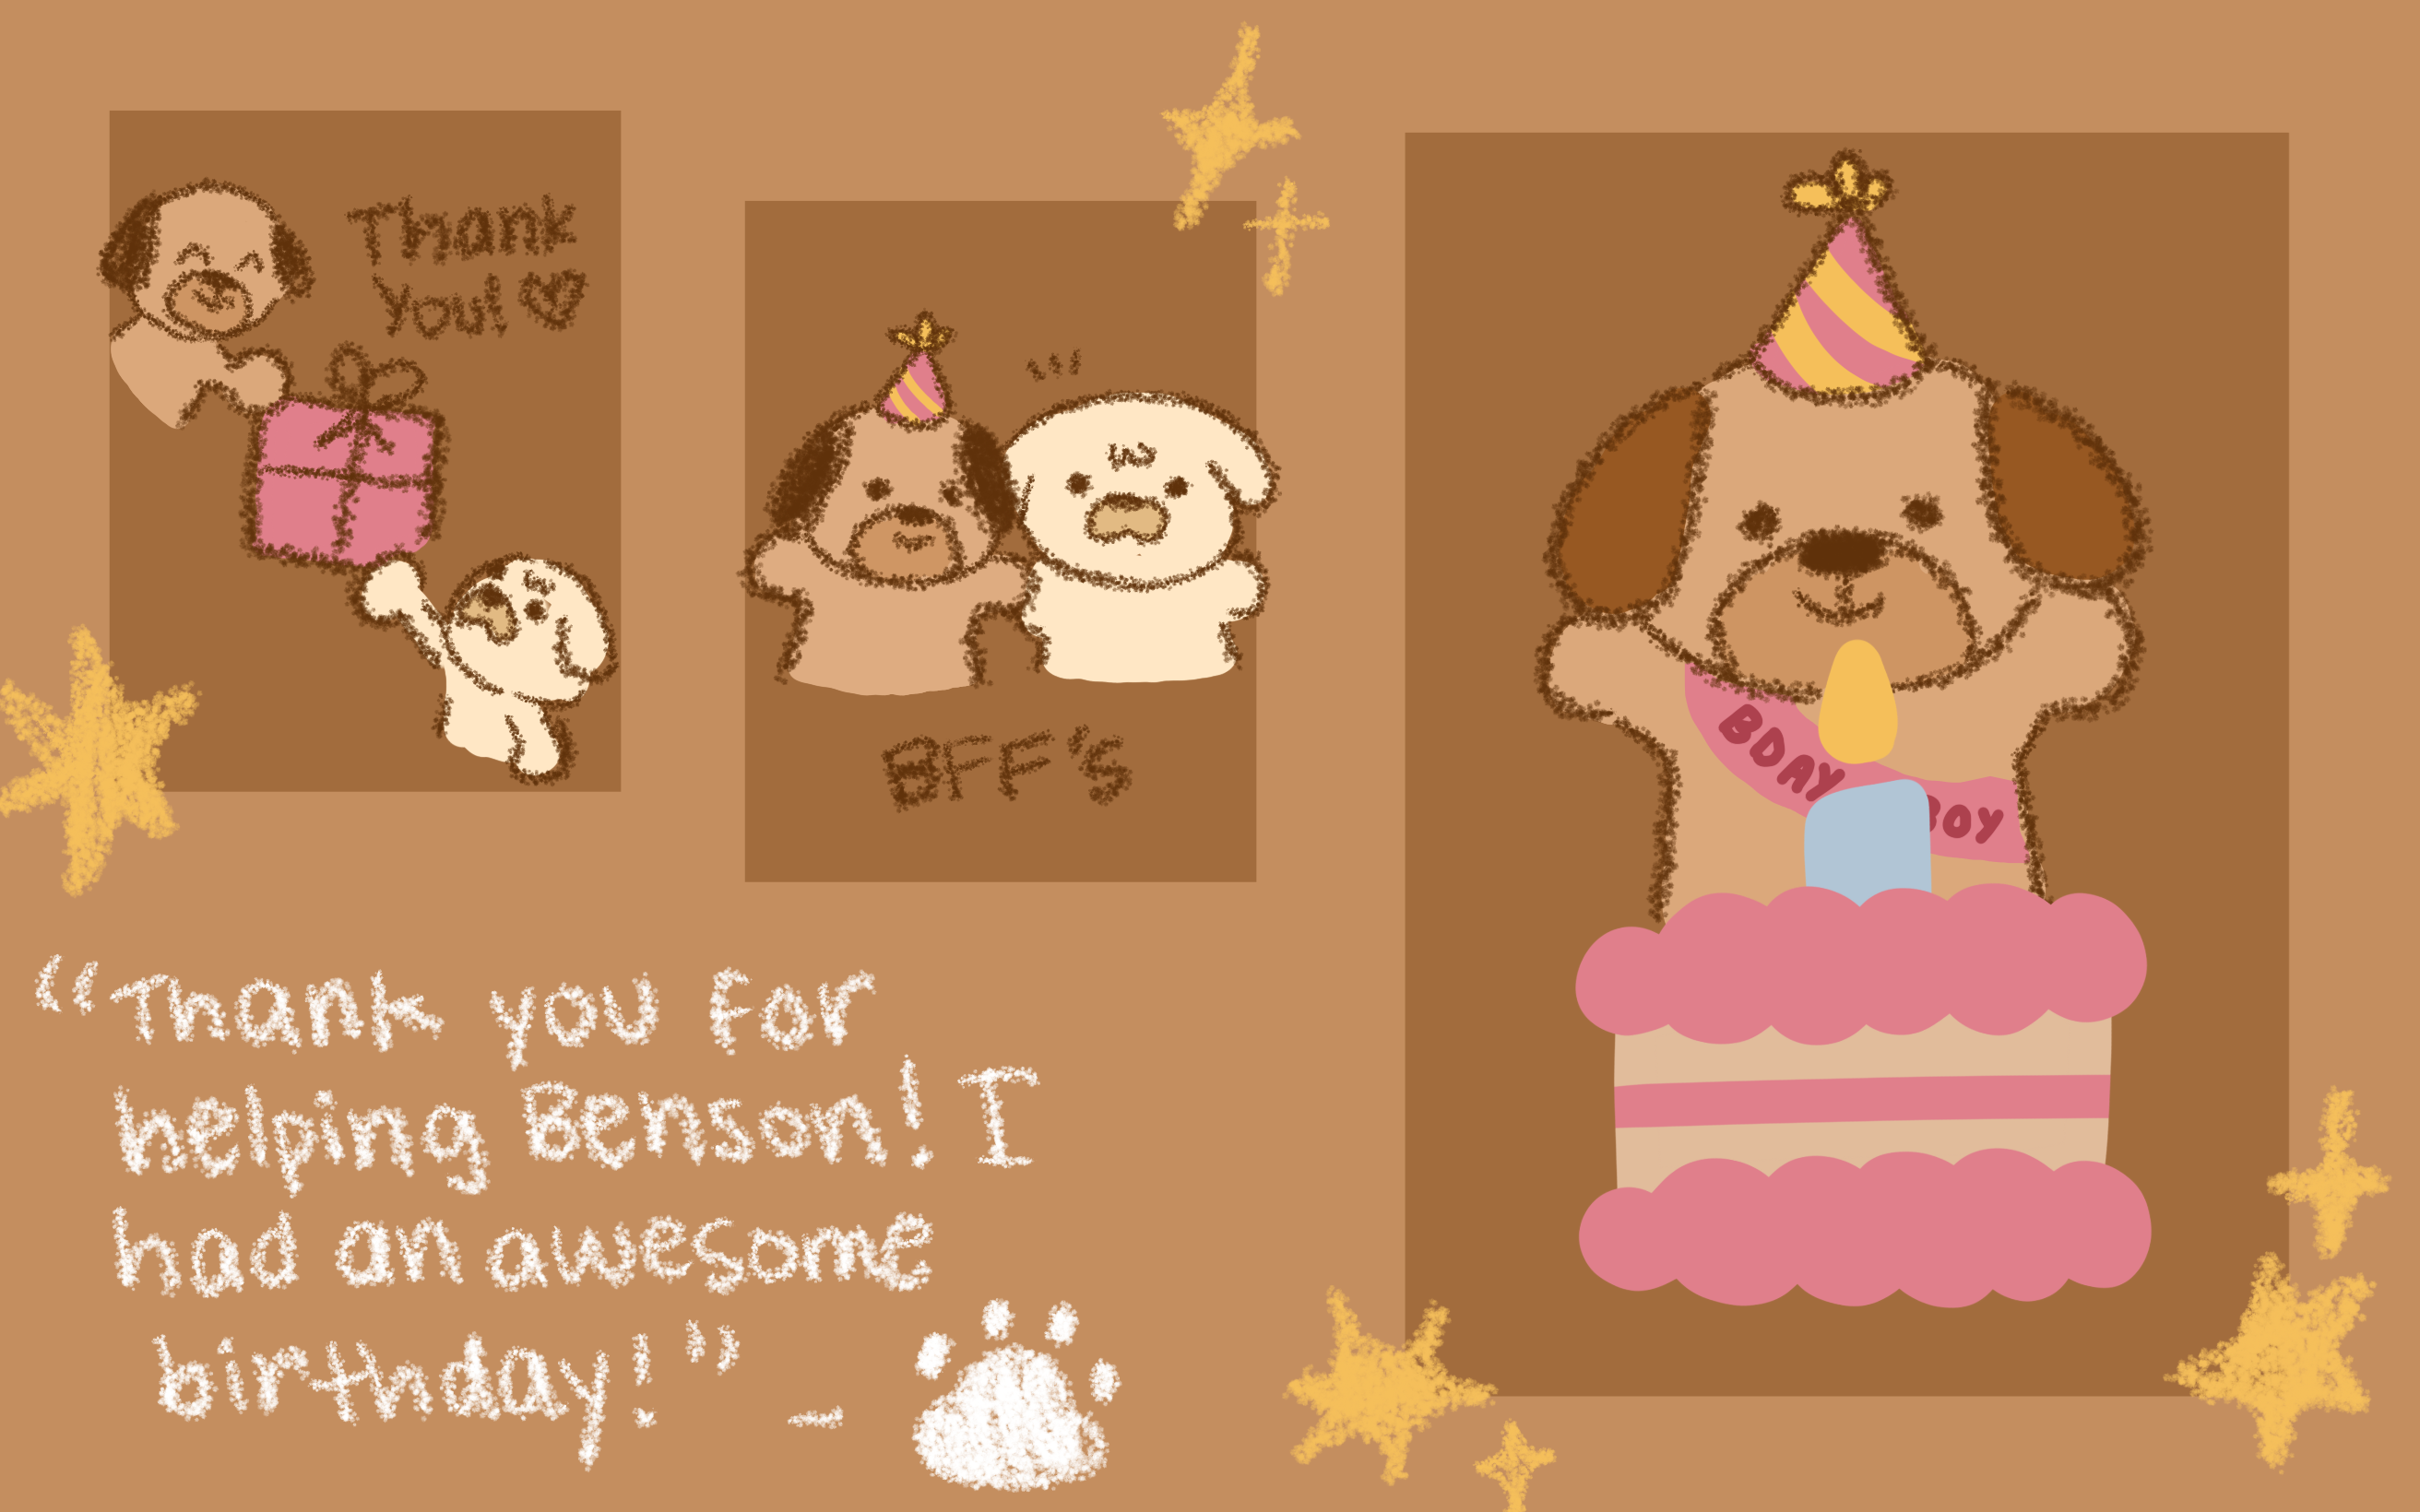 Thank
you! ♡
BFF's
BDAY BOY
"Thank you for
helping Benson! I
had an awesome
birthday!" -